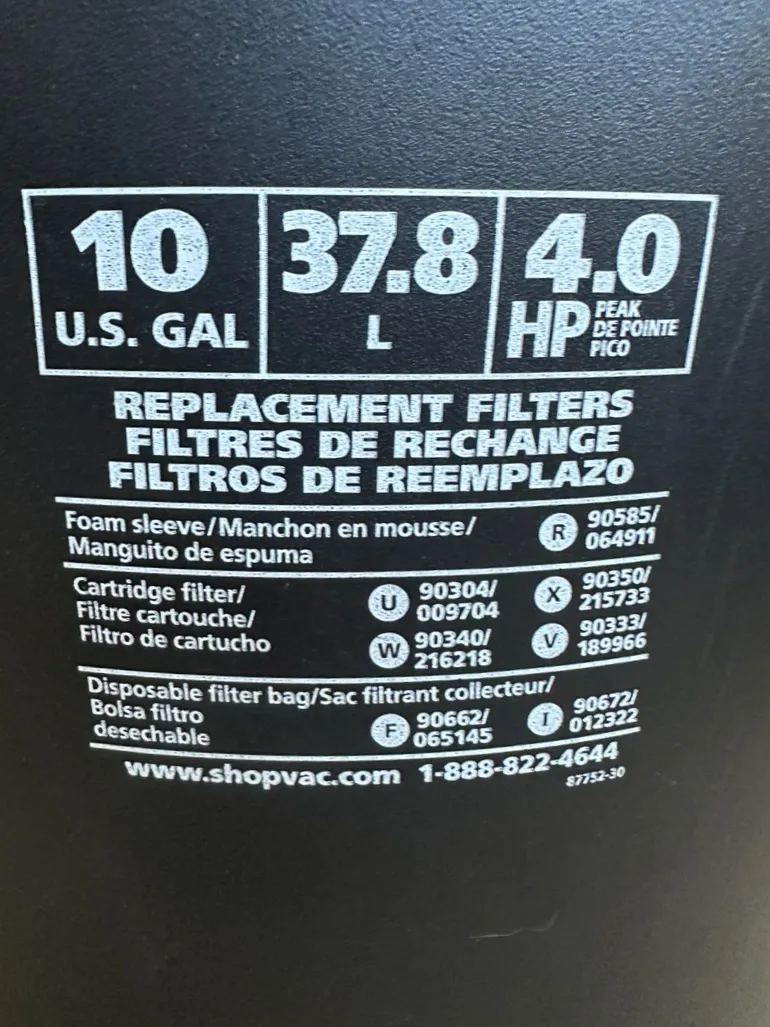 10 37.8 4.0
U.S. GAL L HP PEAK
DE POINTE
PICO
REPLACEMENT FILTERS
FILTRES DE RECHANGE
FILTROS DE REEMPLAZO
Foam sleeve/Manchon en mousse/ R 90585/
Manguito de espuma 064911
Cartridge filter/ U 90304/ X 90350/
Filtre cartouche/ 009704 215733
Filtro de cartucho W 90340/ V 90333/
216218 189966
Disposable filter bag/Sac filtrant collecteur/
Bolsa filtro F 90662/ I 90672/
desechable 065145 012322
www.shopvac.com 1-888-822-4644
87752-30